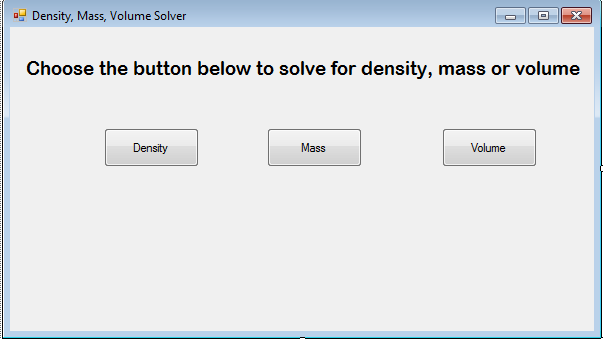 Density, Mass, Volume Solver
Choose the button below to solve for density, mass or volume
Density Mass Volume